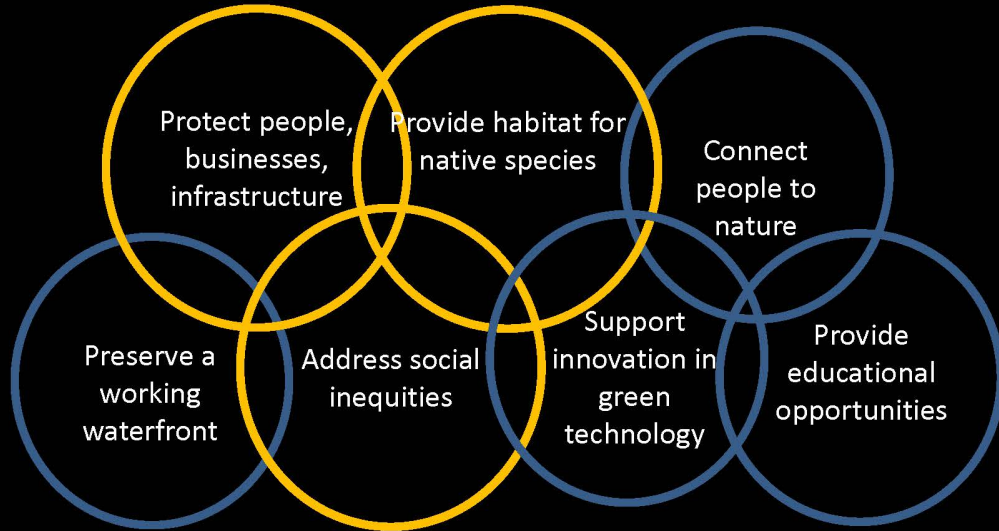 Protect people,
businesses,
infrastructure
Provide habitat for
native species
Connect
people to
nature
Preserve a
working
waterfront
Address social
inequities
Support
innovation in
green
technology
Provide
educational
opportunities